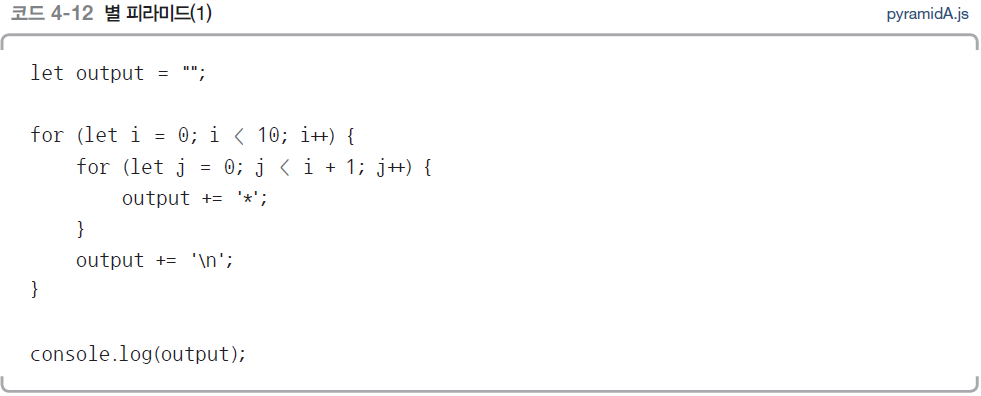 코드 4-12 별 피라미드(1) pyramidA.js
let output = "";
for (let i = 0; i < 10; i++) {
    for (let j = 0; j < i + 1; j++) {
        output += '*';
    }
    output += '\n';
}
console.log(output);